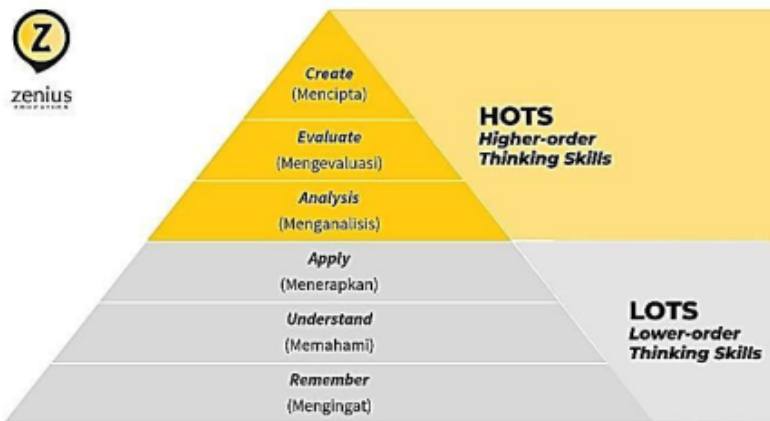 Z
zenius
EDUCATION
Create
(Mencipta)
Evaluate
(Mengevaluasi)
Analysis
(Menganalisis)
HOTS
Higher-order
Thinking Skills
Apply
(Menerapkan)
Understand
(Memahami)
Remember
(Mengingat)
LOTS
Lower-order
Thinking Skills